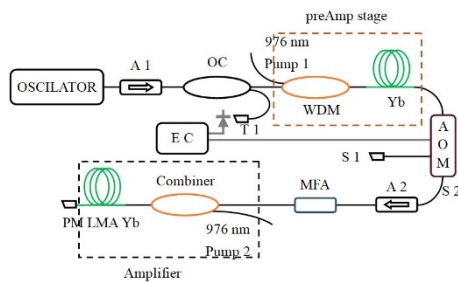 preAmp stage
976 nm
Pump 1
A 1
OC
OSCILATOR
WDM
Yb
T 1
E C
A O M
S 1
S 2
Combiner
MFA
A 2
PM LMA Yb
976 nm
Pump 2
Amplifier